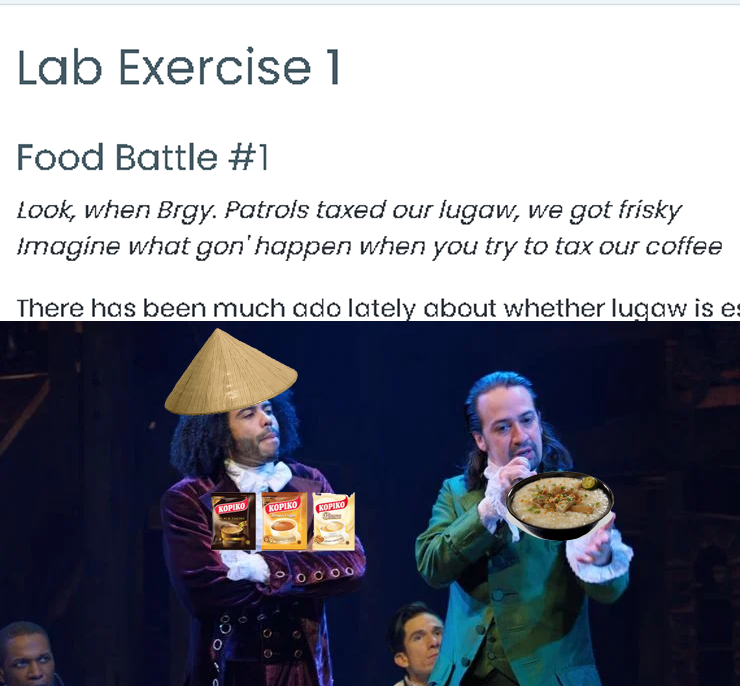 Lab Exercise 1
Food Battle #1
Look, when Brgy. Patrols taxed our lugaw, we got frisky
Imagine what gon' happen when you try to tax our coffee
There has been much ado lately about whether lugaw is es
KOPIKO KOPIKO KOPIKO